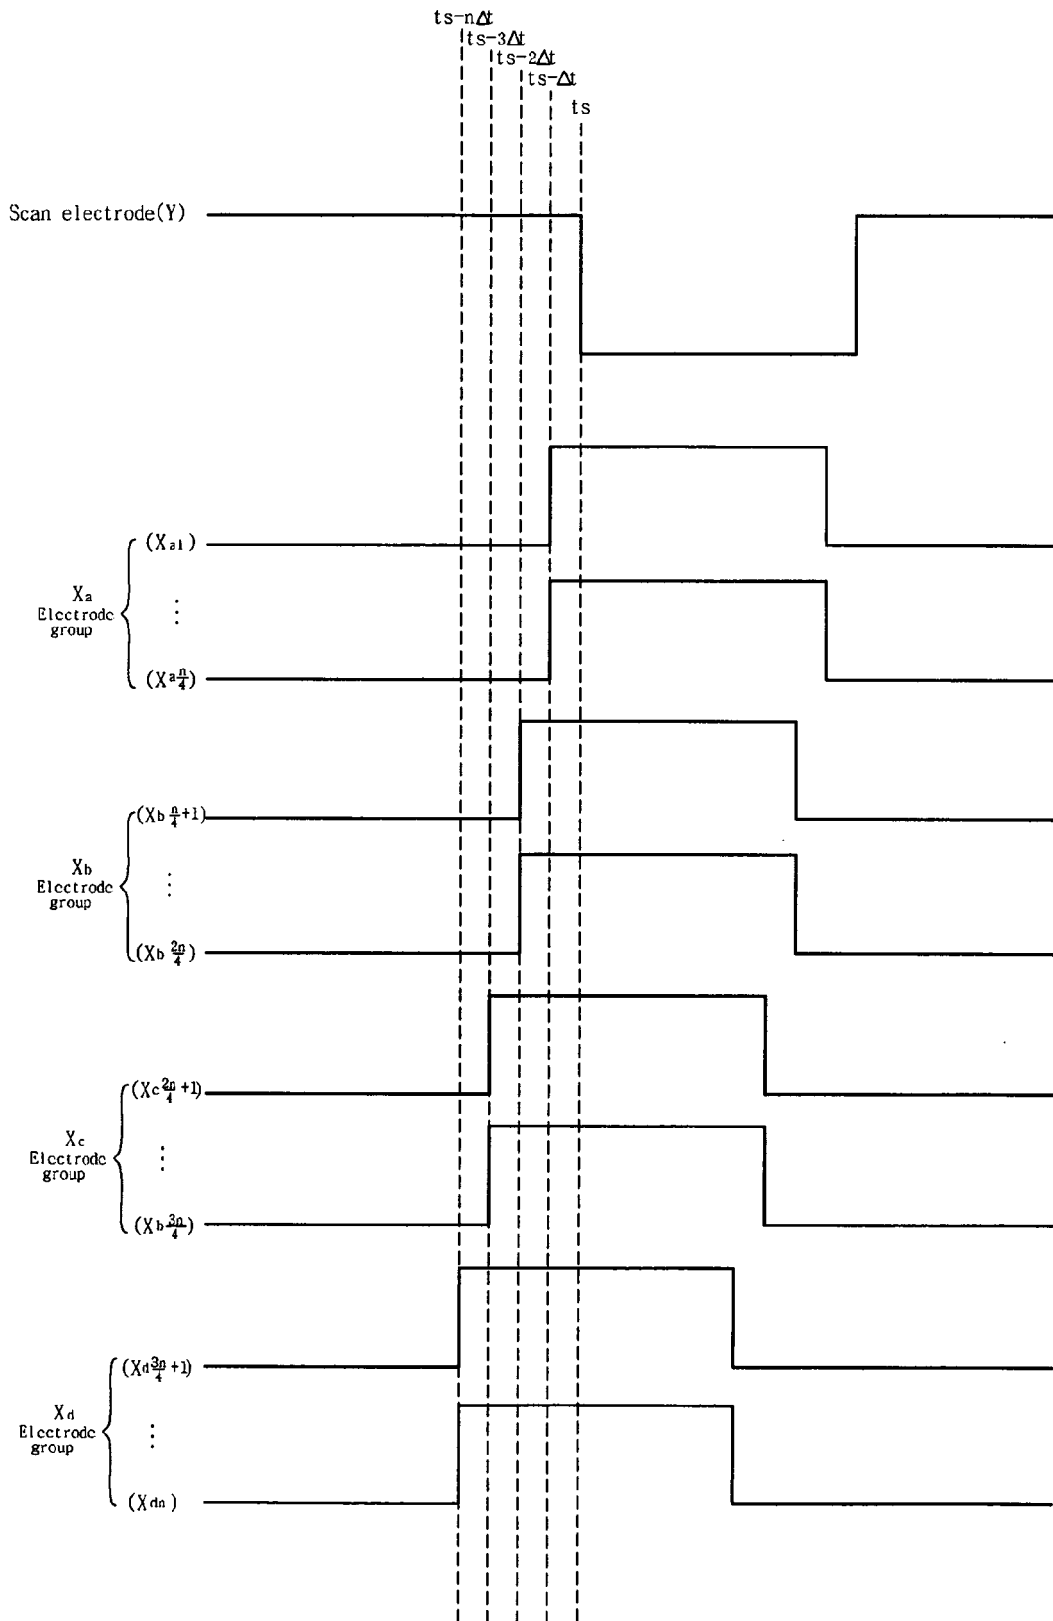 ts-nΔt
ts-3Δt
ts-2Δt
ts-Δt
ts
Scan electrode(Y)
(Xa1)
Xa
Electrode
group
⋮
(Xa n/4)
(Xb n/4+1)
Xb
Electrode
group
⋮
(Xb 2n/4)
(Xc 2n/4+1)
Xc
Electrode
group
⋮
(Xb 3n/4)
(Xd 3n/4+1)
Xd
Electrode
group
⋮
(Xdn)